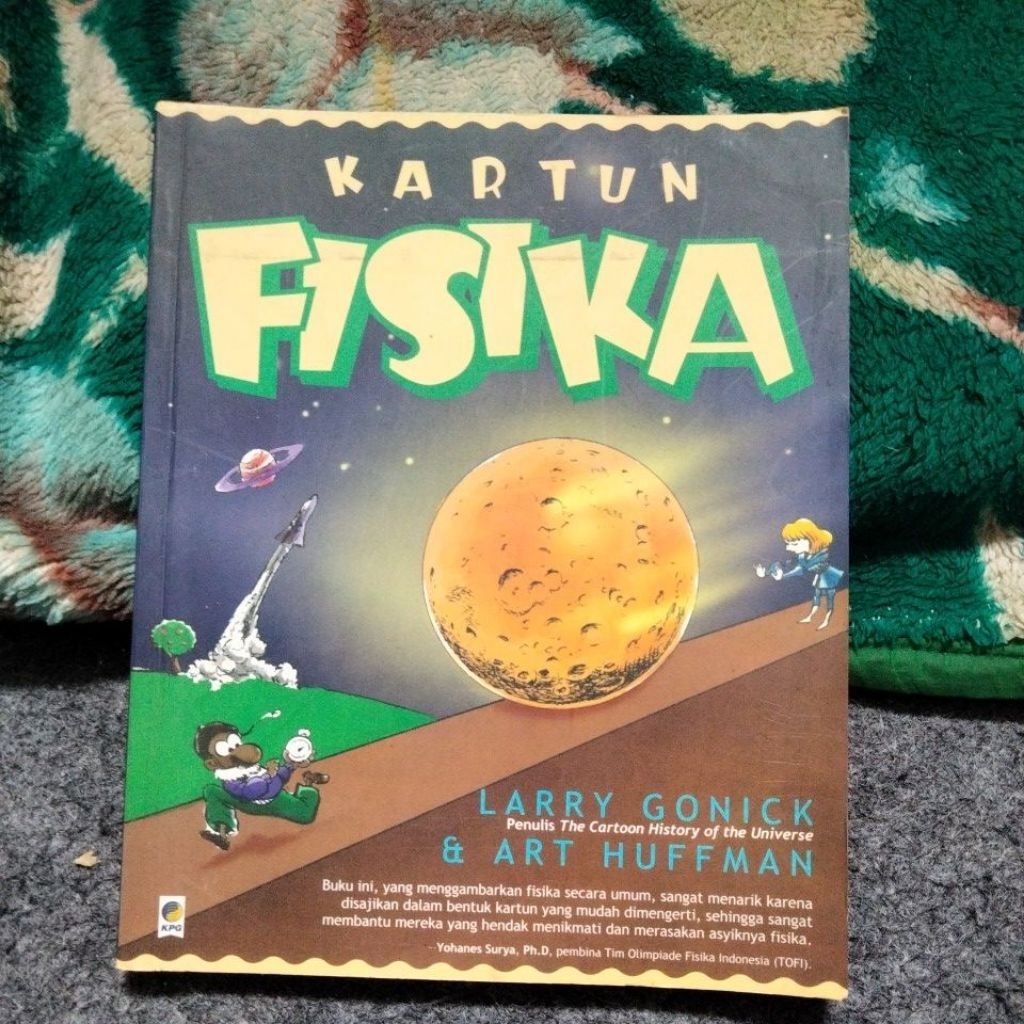 KARTUN
FISIKA
LARRY GONICK
Penulis The Cartoon History of the Universe
& ART HUFFMAN
Buku ini, yang menggambarkan fisika secara umum, sangat menarik karena
disajikan dalam bentuk kartun yang mudah dimengerti, sehingga sangat
membantu mereka yang hendak menikmati dan merasakan asyiknya fisika.
—Yohanes Surya, Ph.D, pembina Tim Olimpiade Fisika Indonesia (TOFI).
KPG